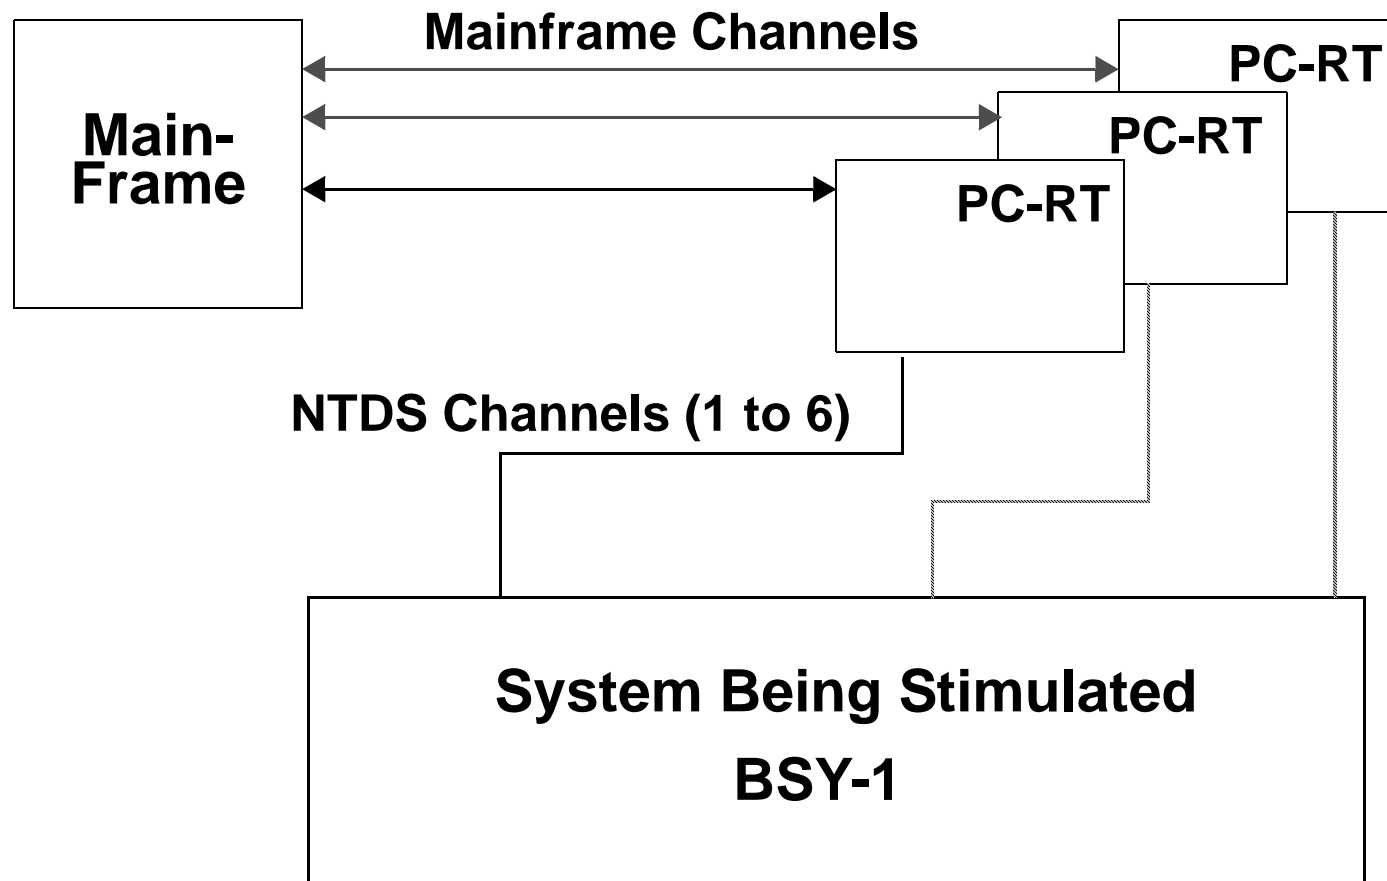 Mainframe Channels
PC-RT
PC-RT
PC-RT
Main-
Frame
NTDS Channels (1 to 6)
System Being Stimulated
BSY-1